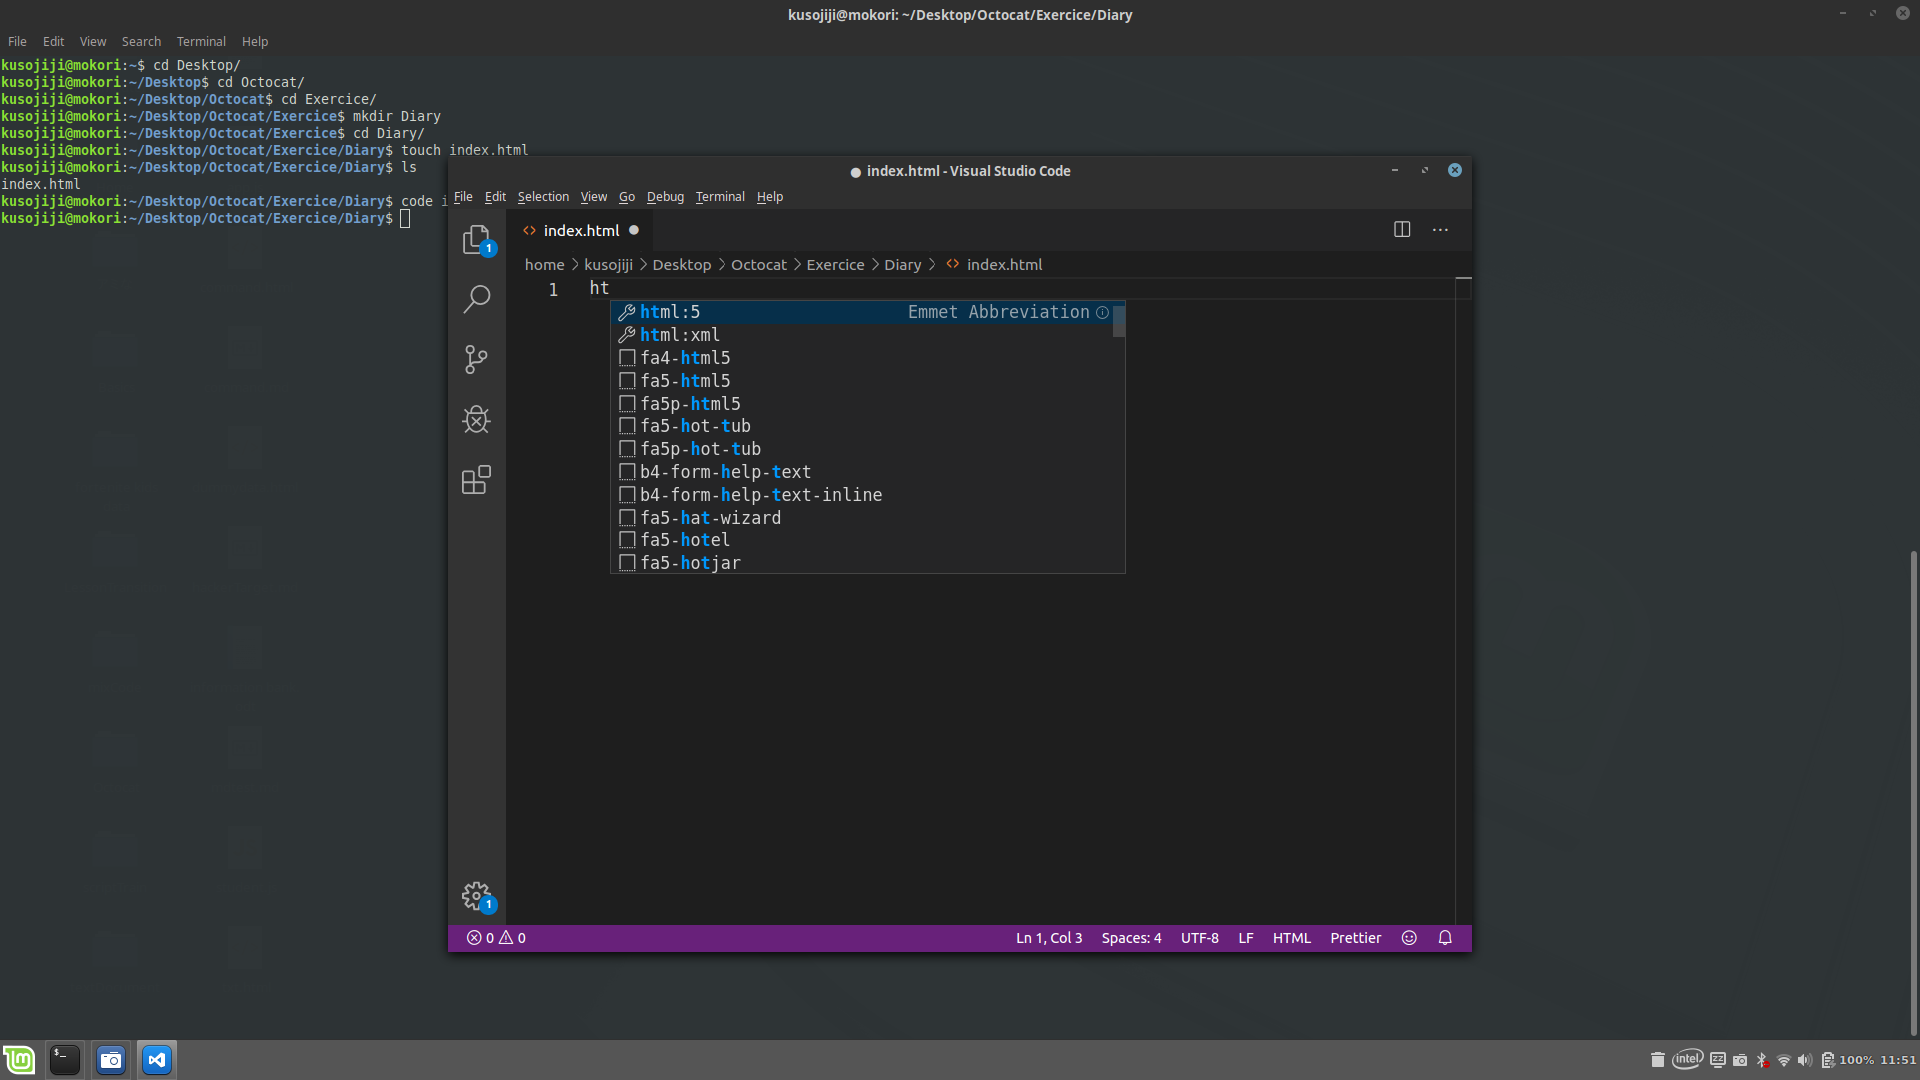 kusojiji@mokori: ~/Desktop/Octocat/Exercice/Diary
File Edit View Search Terminal Help
kusojiji@mokori:~$ cd Desktop/
kusojiji@mokori:~/Desktop$ cd Octocat/
kusojiji@mokori:~/Desktop/Octocat$ cd Exercice/
kusojiji@mokori:~/Desktop/Octocat/Exercice$ mkdir Diary
kusojiji@mokori:~/Desktop/Octocat/Exercice$ cd Diary/
kusojiji@mokori:~/Desktop/Octocat/Exercice/Diary$ touch index.html
kusojiji@mokori:~/Desktop/Octocat/Exercice/Diary$ ls
index.html
kusojiji@mokori:~/Desktop/Octocat/Exercice/Diary$ code i
kusojiji@mokori:~/Desktop/Octocat/Exercice/Diary$
● index.html - Visual Studio Code
File Edit Selection View Go Debug Terminal Help
1
index.html ●
home > kusojiji > Desktop > Octocat > Exercice > Diary > <> index.html
1 ht
html:5 Emmet Abbreviation
html:xml
fa4-html5
fa5-html5
fa5p-html5
fa5-hot-tub
fa5p-hot-tub
b4-form-help-text
b4-form-help-text-inline
fa5-hat-wizard
fa5-hotel
fa5-hotjar
1
0 0 Ln 1, Col 3 Spaces: 4 UTF-8 LF HTML Prettier
$ >_ intel zz 100% 11:51